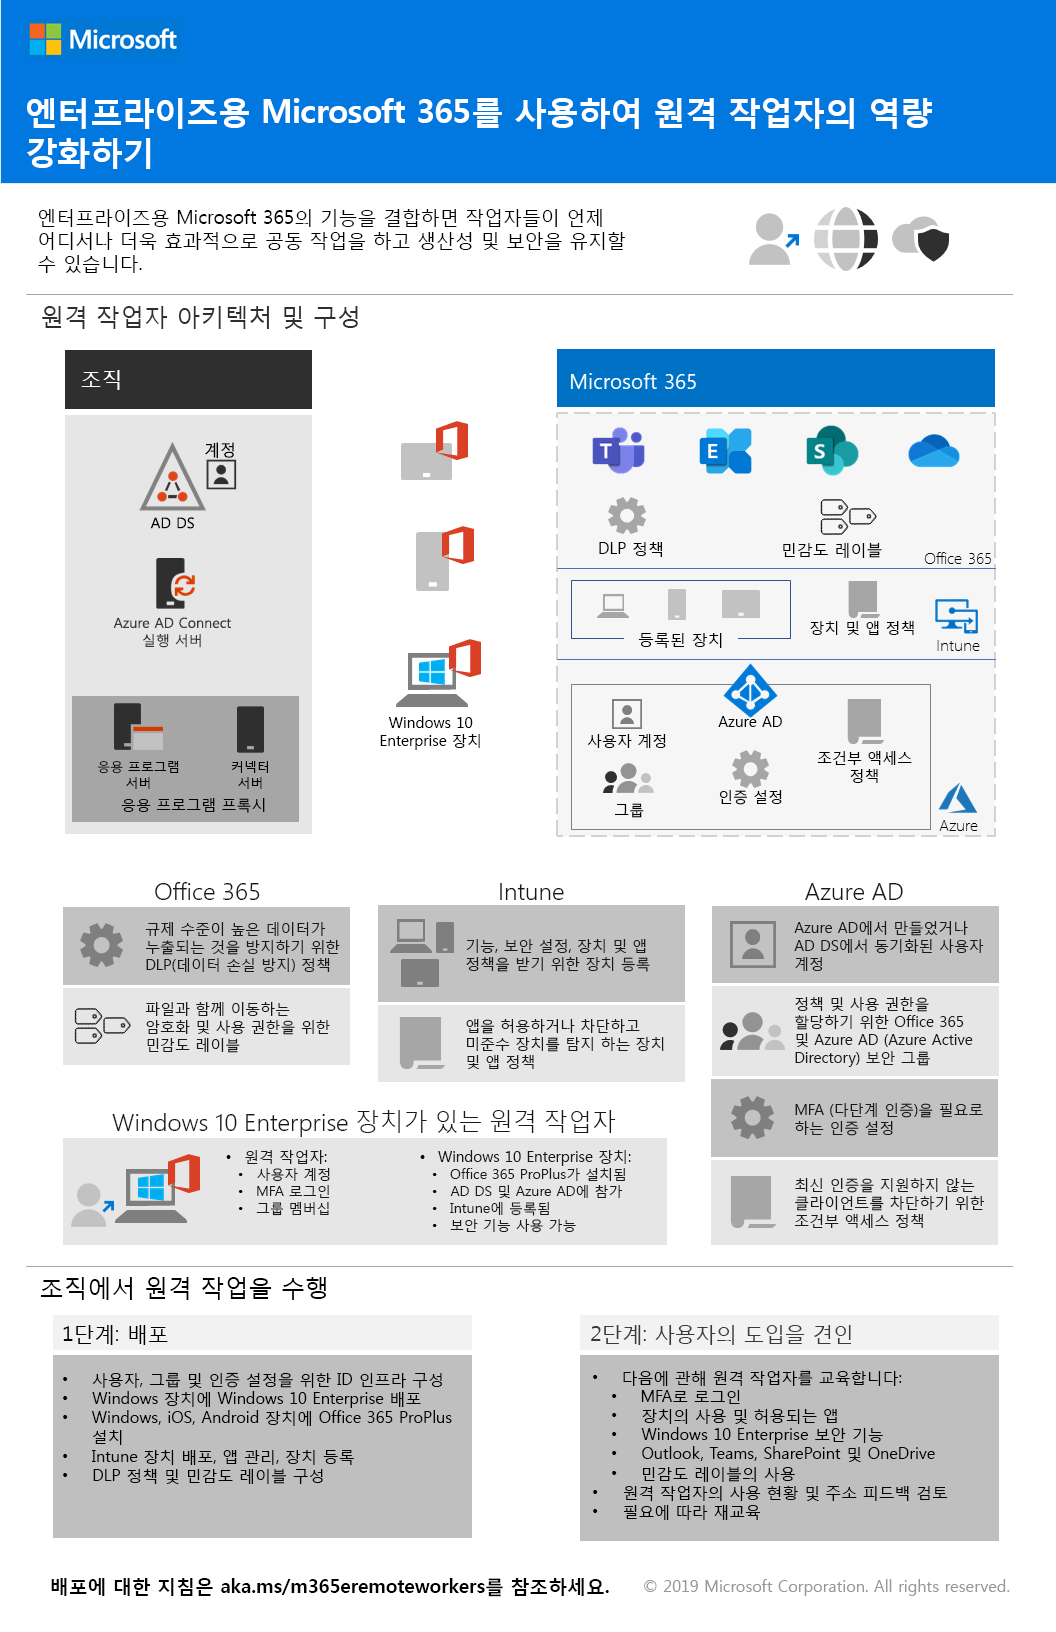 Microsoft
엔터프라이즈용 Microsoft 365를 사용하여 원격 작업자의 역량
강화하기
엔터프라이즈용 Microsoft 365의 기능을 결합하면 작업자들이 언제
어디서나 더욱 효과적으로 공동 작업을 하고 생산성 및 보안을 유지할
수 있습니다.
원격 작업자 아키텍처 및 구성
조직
계정
AD DS
Azure AD Connect
실행 서버
응용 프로그램
서버
커넥터
서버
응용 프로그램 프록시
Windows 10
Enterprise 장치
Microsoft 365
T
E
S
DLP 정책
민감도 레이블
Office 365
등록된 장치
장치 및 앱 정책
Intune
Azure AD
사용자 계정
그룹
인증 설정
조건부 액세스
정책
Azure
Office 365
규제 수준이 높은 데이터가
누출되는 것을 방지하기 위한
DLP(데이터 손실 방지) 정책
파일과 함께 이동하는
암호화 및 사용 권한을 위한
민감도 레이블
Intune
기능, 보안 설정, 장치 및 앱
정책을 받기 위한 장치 등록
앱을 허용하거나 차단하고
미준수 장치를 탐지 하는 장치
및 앱 정책
Azure AD
Azure AD에서 만들었거나
AD DS에서 동기화된 사용자
계정
정책 및 사용 권한을
할당하기 위한 Office 365
및 Azure AD (Azure Active
Directory) 보안 그룹
MFA (다단계 인증)을 필요로
하는 인증 설정
최신 인증을 지원하지 않는
클라이언트를 차단하기 위한
조건부 액세스 정책
Windows 10 Enterprise 장치가 있는 원격 작업자
• 원격 작업자:
• 사용자 계정
• MFA 로그인
• 그룹 멤버십
• Windows 10 Enterprise 장치:
• Office 365 ProPlus가 설치됨
• AD DS 및 Azure AD에 참가
• Intune에 등록됨
• 보안 기능 사용 가능
조직에서 원격 작업을 수행
1단계: 배포
• 사용자, 그룹 및 인증 설정을 위한 ID 인프라 구성
• Windows 장치에 Windows 10 Enterprise 배포
• Windows, iOS, Android 장치에 Office 365 ProPlus
설치
• Intune 장치 배포, 앱 관리, 장치 등록
• DLP 정책 및 민감도 레이블 구성
2단계: 사용자의 도입을 견인
• 다음에 관해 원격 작업자를 교육합니다:
• MFA로 로그인
• 장치의 사용 및 허용되는 앱
• Windows 10 Enterprise 보안 기능
• Outlook, Teams, SharePoint 및 OneDrive
• 민감도 레이블의 사용
• 원격 작업자의 사용 현황 및 주소 피드백 검토
• 필요에 따라 재교육
배포에 대한 지침은 aka.ms/m365eremoteworkers를 참조하세요.
© 2019 Microsoft Corporation. All rights reserved.